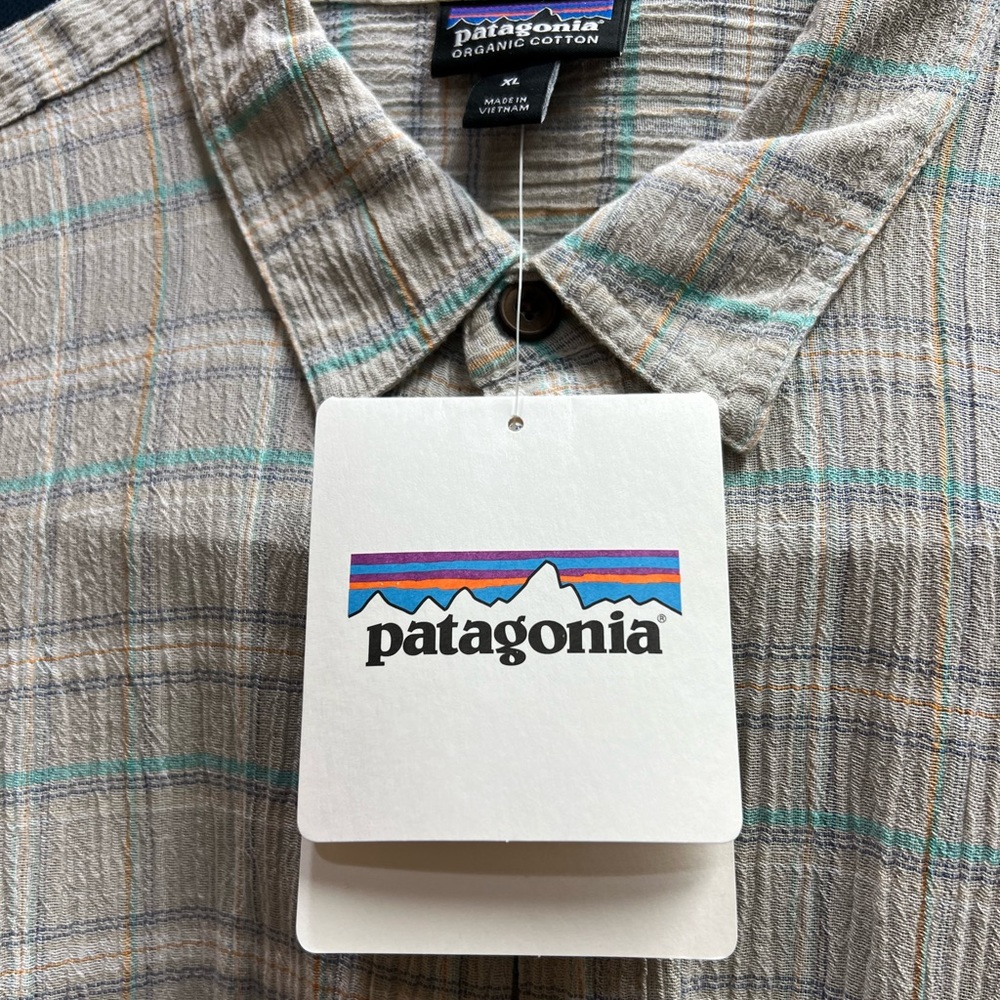 patagonia®
ORGANIC COTTON
XL
MADE IN
VIETNAM
patagonia®